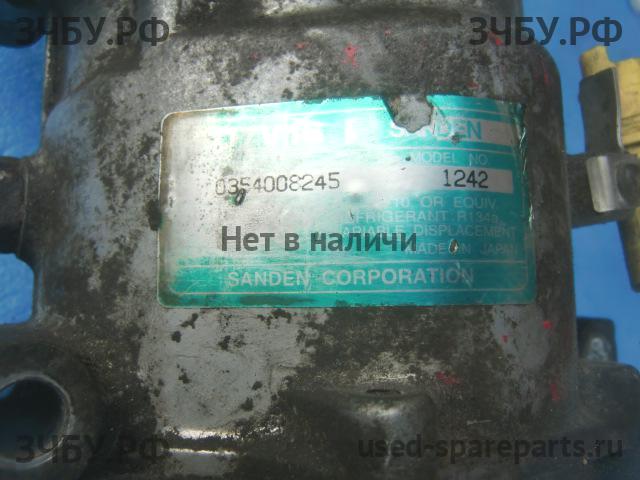 ЗЧБУ.РФ
ЗЧБУ.РФ
SANDEN
MODEL NO
0354008245 1242
10 OR EQUIV.
REFRIGERANT R134a
VARIABLE DISPLACEMENT
Нет в наличи
MADE IN JAPAN
SANDEN CORPORATION
ЗЧБУ.РФ
used-spareparts.ru